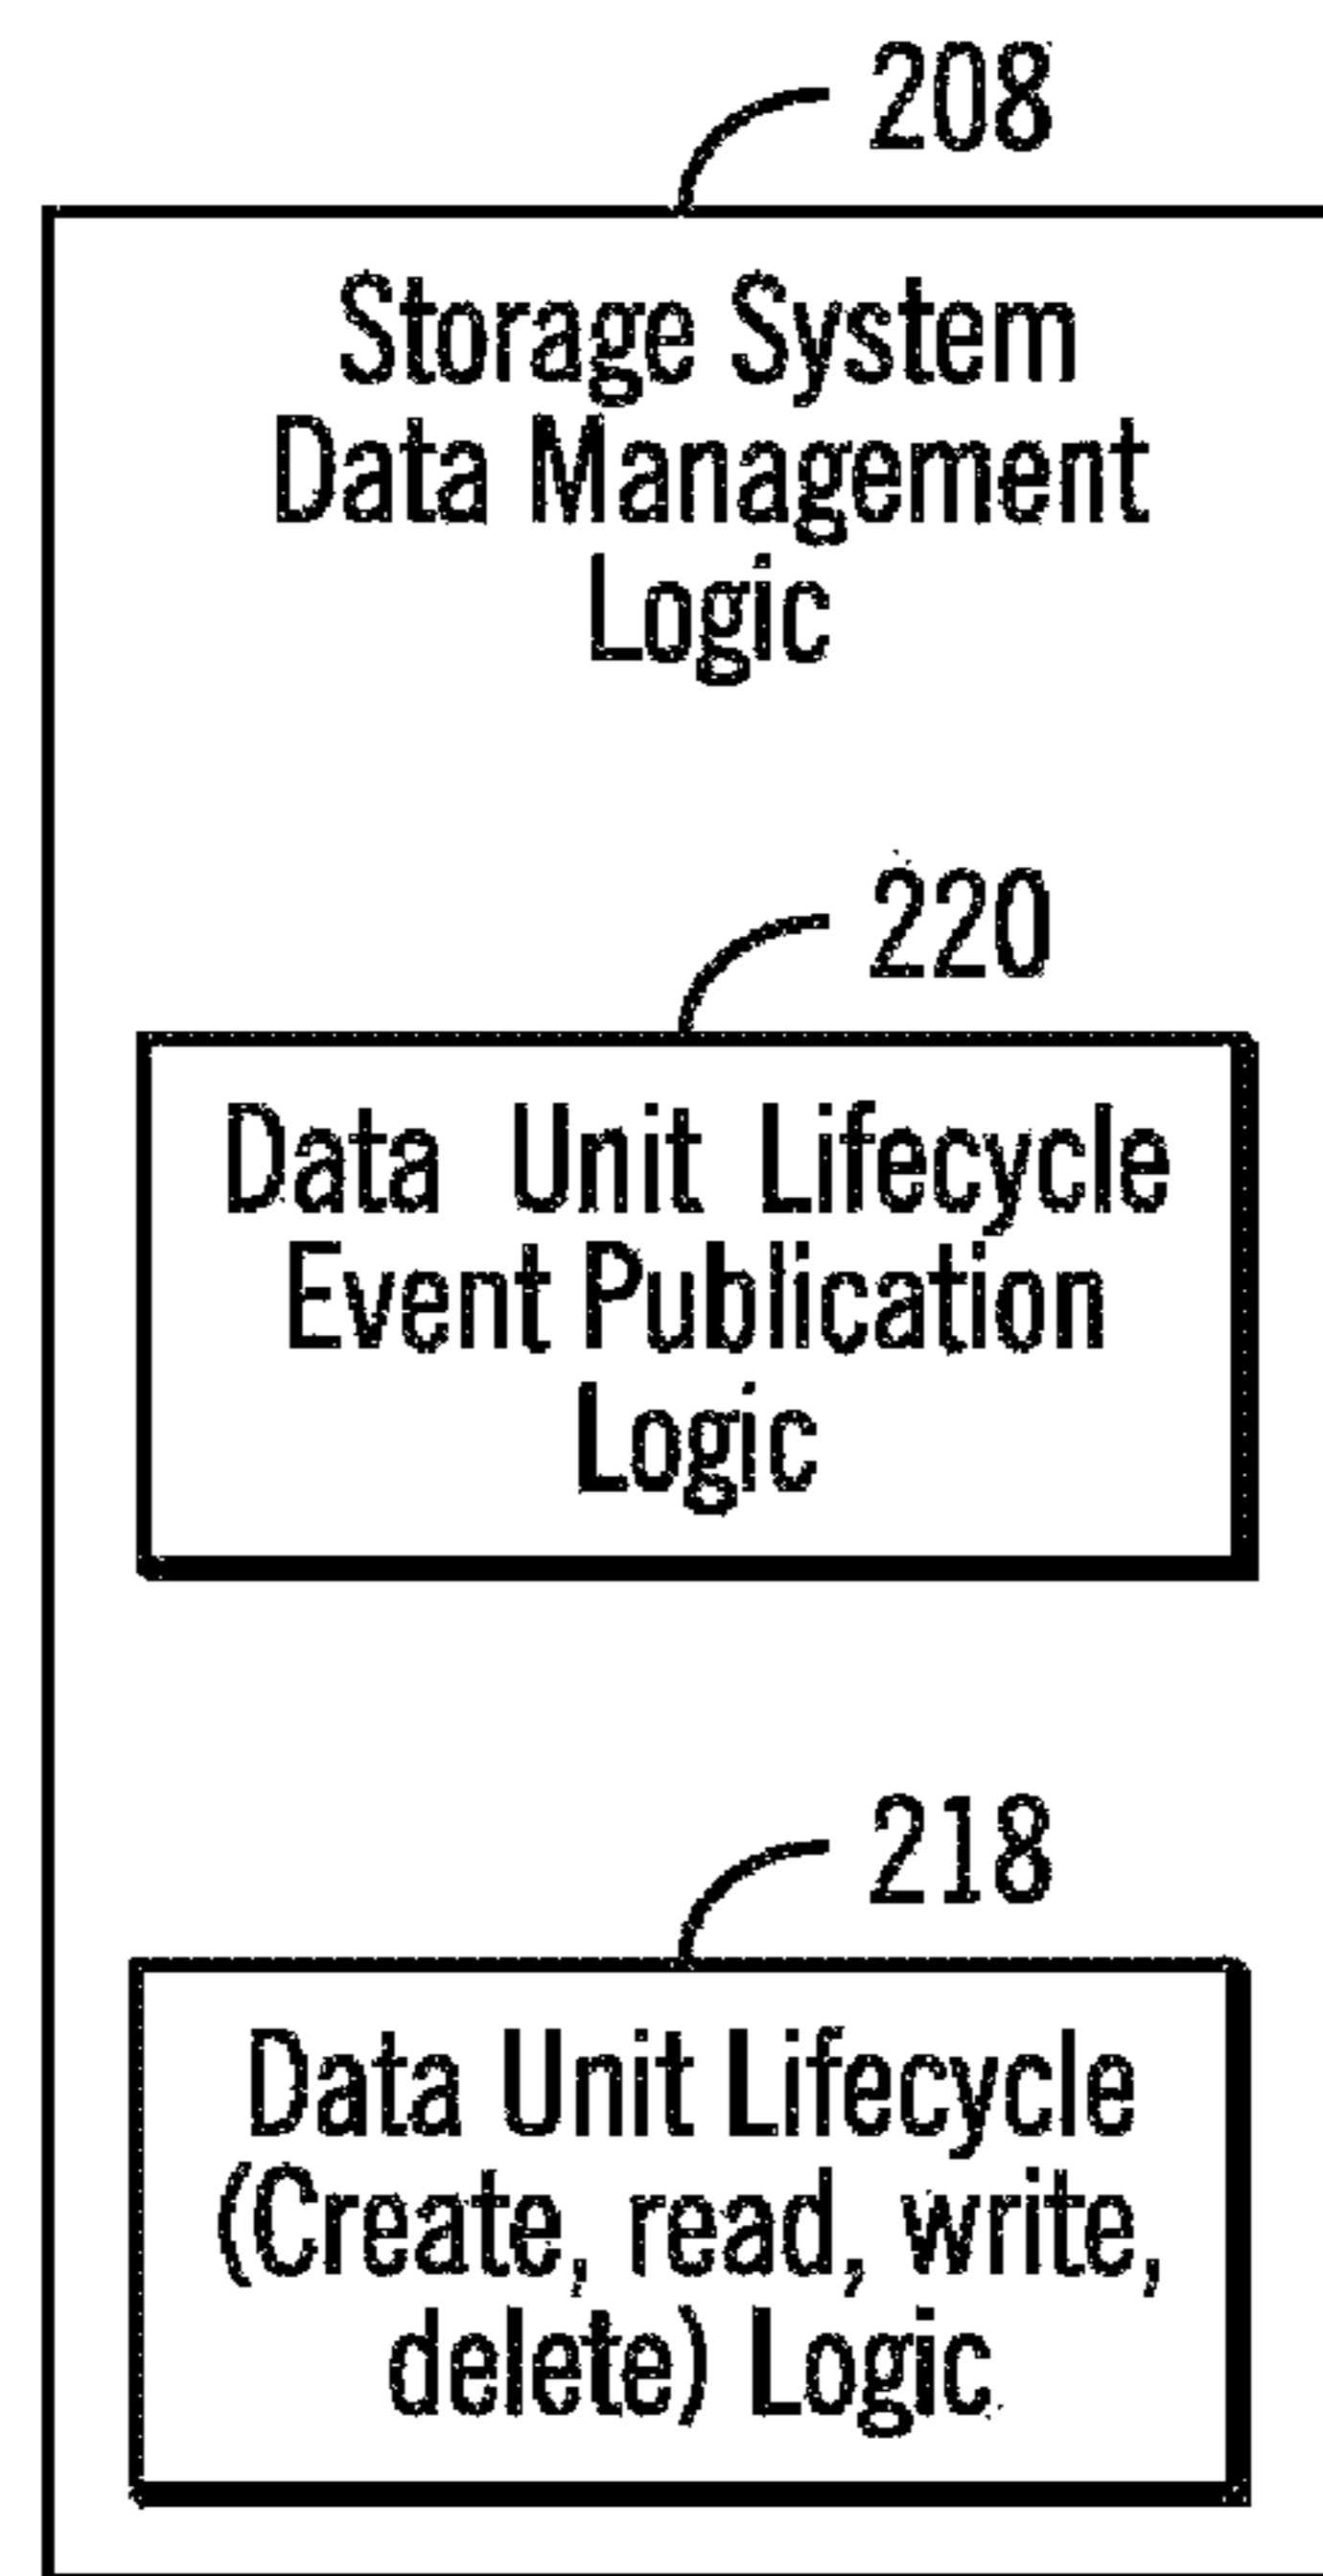 208
Storage System
Data Management
Logic
220
Data Unit Lifecycle
Event Publication
Logic
218
Data Unit Lifecycle
(Create, read, write,
delete) Logic